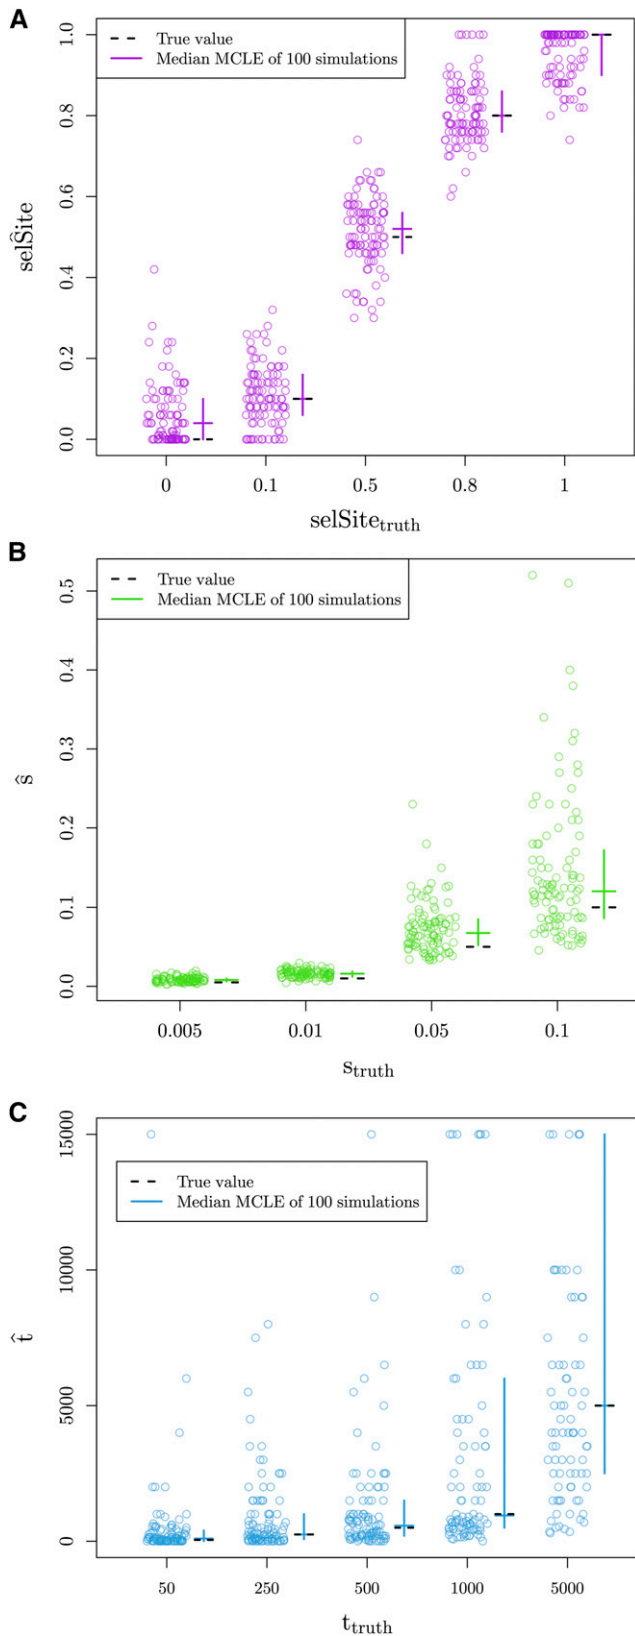 A
True value
Median MCLE of 100 simulations
1.0
0.8
0.6
0.4
0.2
0.0
selŜite
0 0.1 0.5 0.8 1
selSite_truth
B
True value
Median MCLE of 100 simulations
0.5
0.4
0.3
0.2
0.1
0.0
ŝ
0.005 0.01 0.05 0.1
s_truth
C
15000
True value
Median MCLE of 100 simulations
10000
5000
0
t̂
50 250 500 1000 5000
t_truth